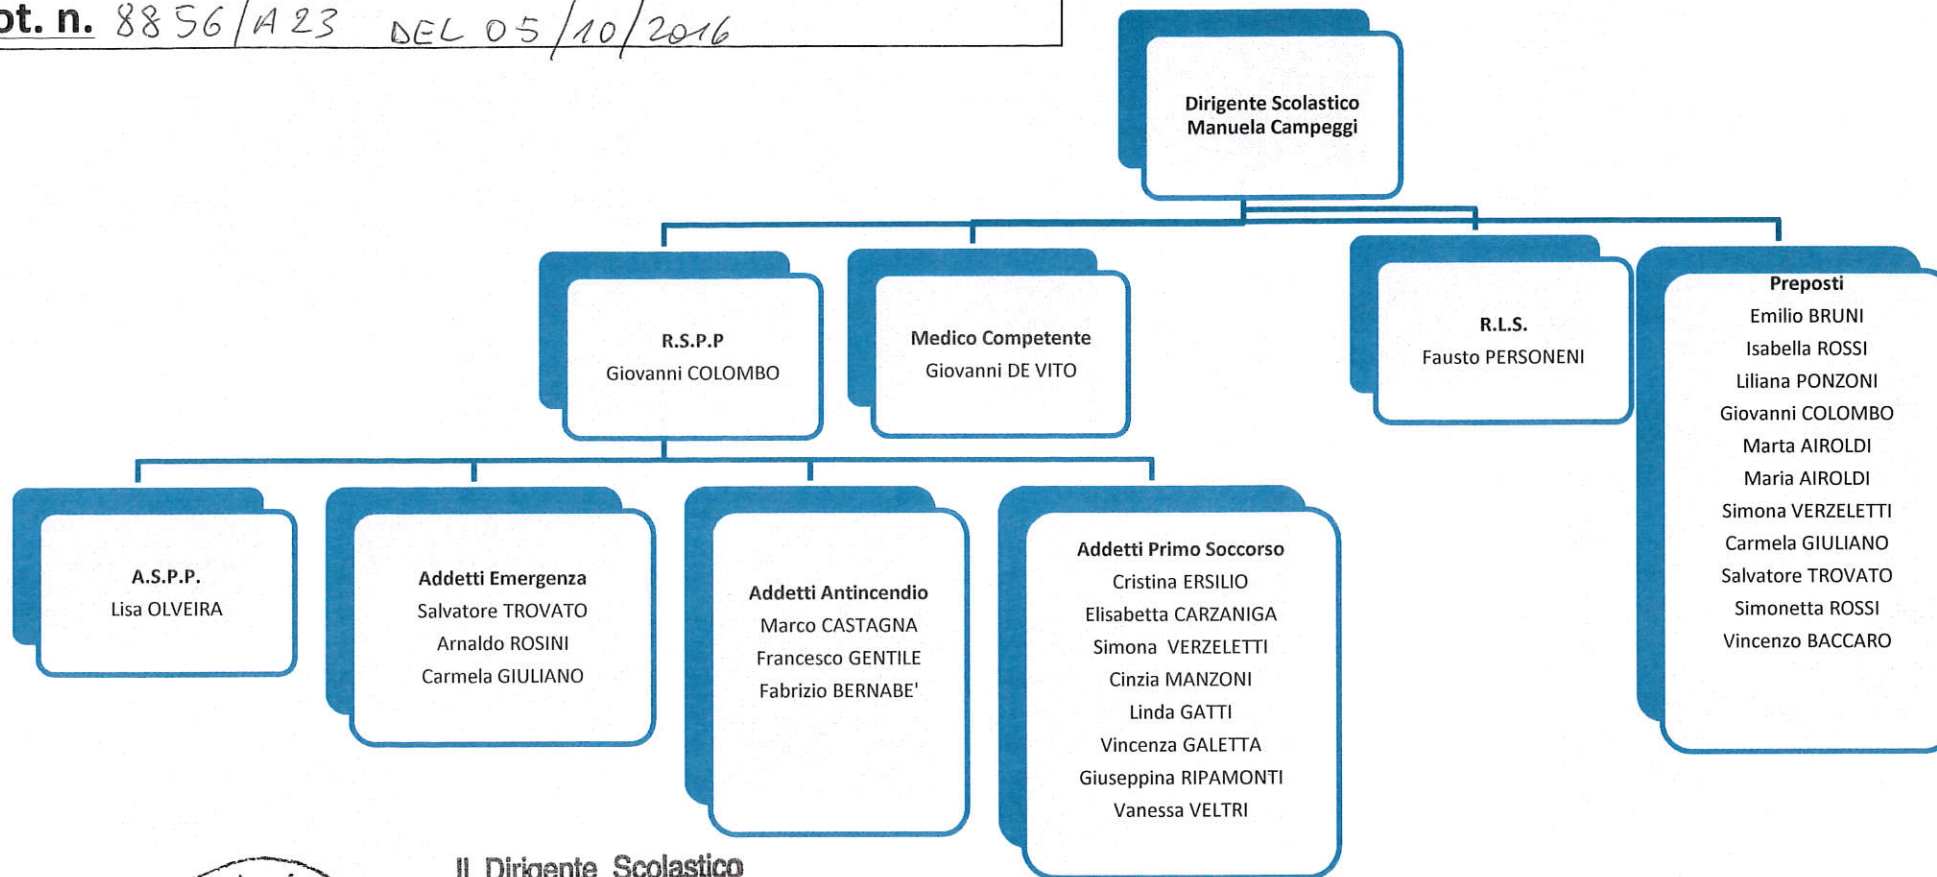 ot. n. 8856/A23 DEL 05/10/2016
Dirigente Scolastico
Manuela Campeggi
R.S.P.P
Giovanni COLOMBO
Medico Competente
Giovanni DE VITO
R.L.S.
Fausto PERSONENI
Preposti
Emilio BRUNI
Isabella ROSSI
Liliana PONZONI
Giovanni COLOMBO
Marta AIROLDI
Maria AIROLDI
Simona VERZELETTI
Carmela GIULIANO
Salvatore TROVATO
Simonetta ROSSI
Vincenzo BACCARO
A.S.P.P.
Lisa OLVEIRA
Addetti Emergenza
Salvatore TROVATO
Arnaldo ROSINI
Carmela GIULIANO
Addetti Antincendio
Marco CASTAGNA
Francesco GENTILE
Fabrizio BERNABE'
Addetti Primo Soccorso
Cristina ERSILIO
Elisabetta CARZANIGA
Simona VERZELETTI
Cinzia MANZONI
Linda GATTI
Vincenza GALETTA
Giuseppina RIPAMONTI
Vanessa VELTRI
Il Dirigente Scolastico